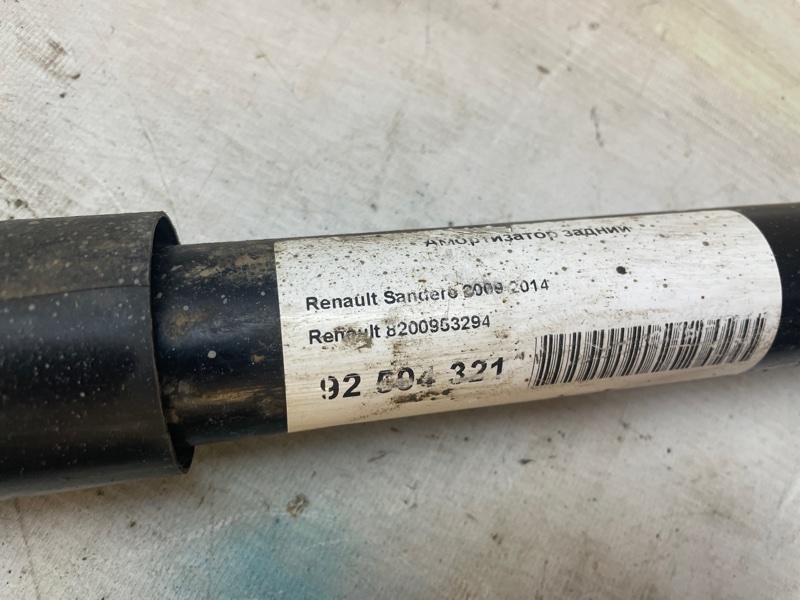 Амортизатор задний
Renault Sandero 2009-2014
Renault 8200953294
92 504 321